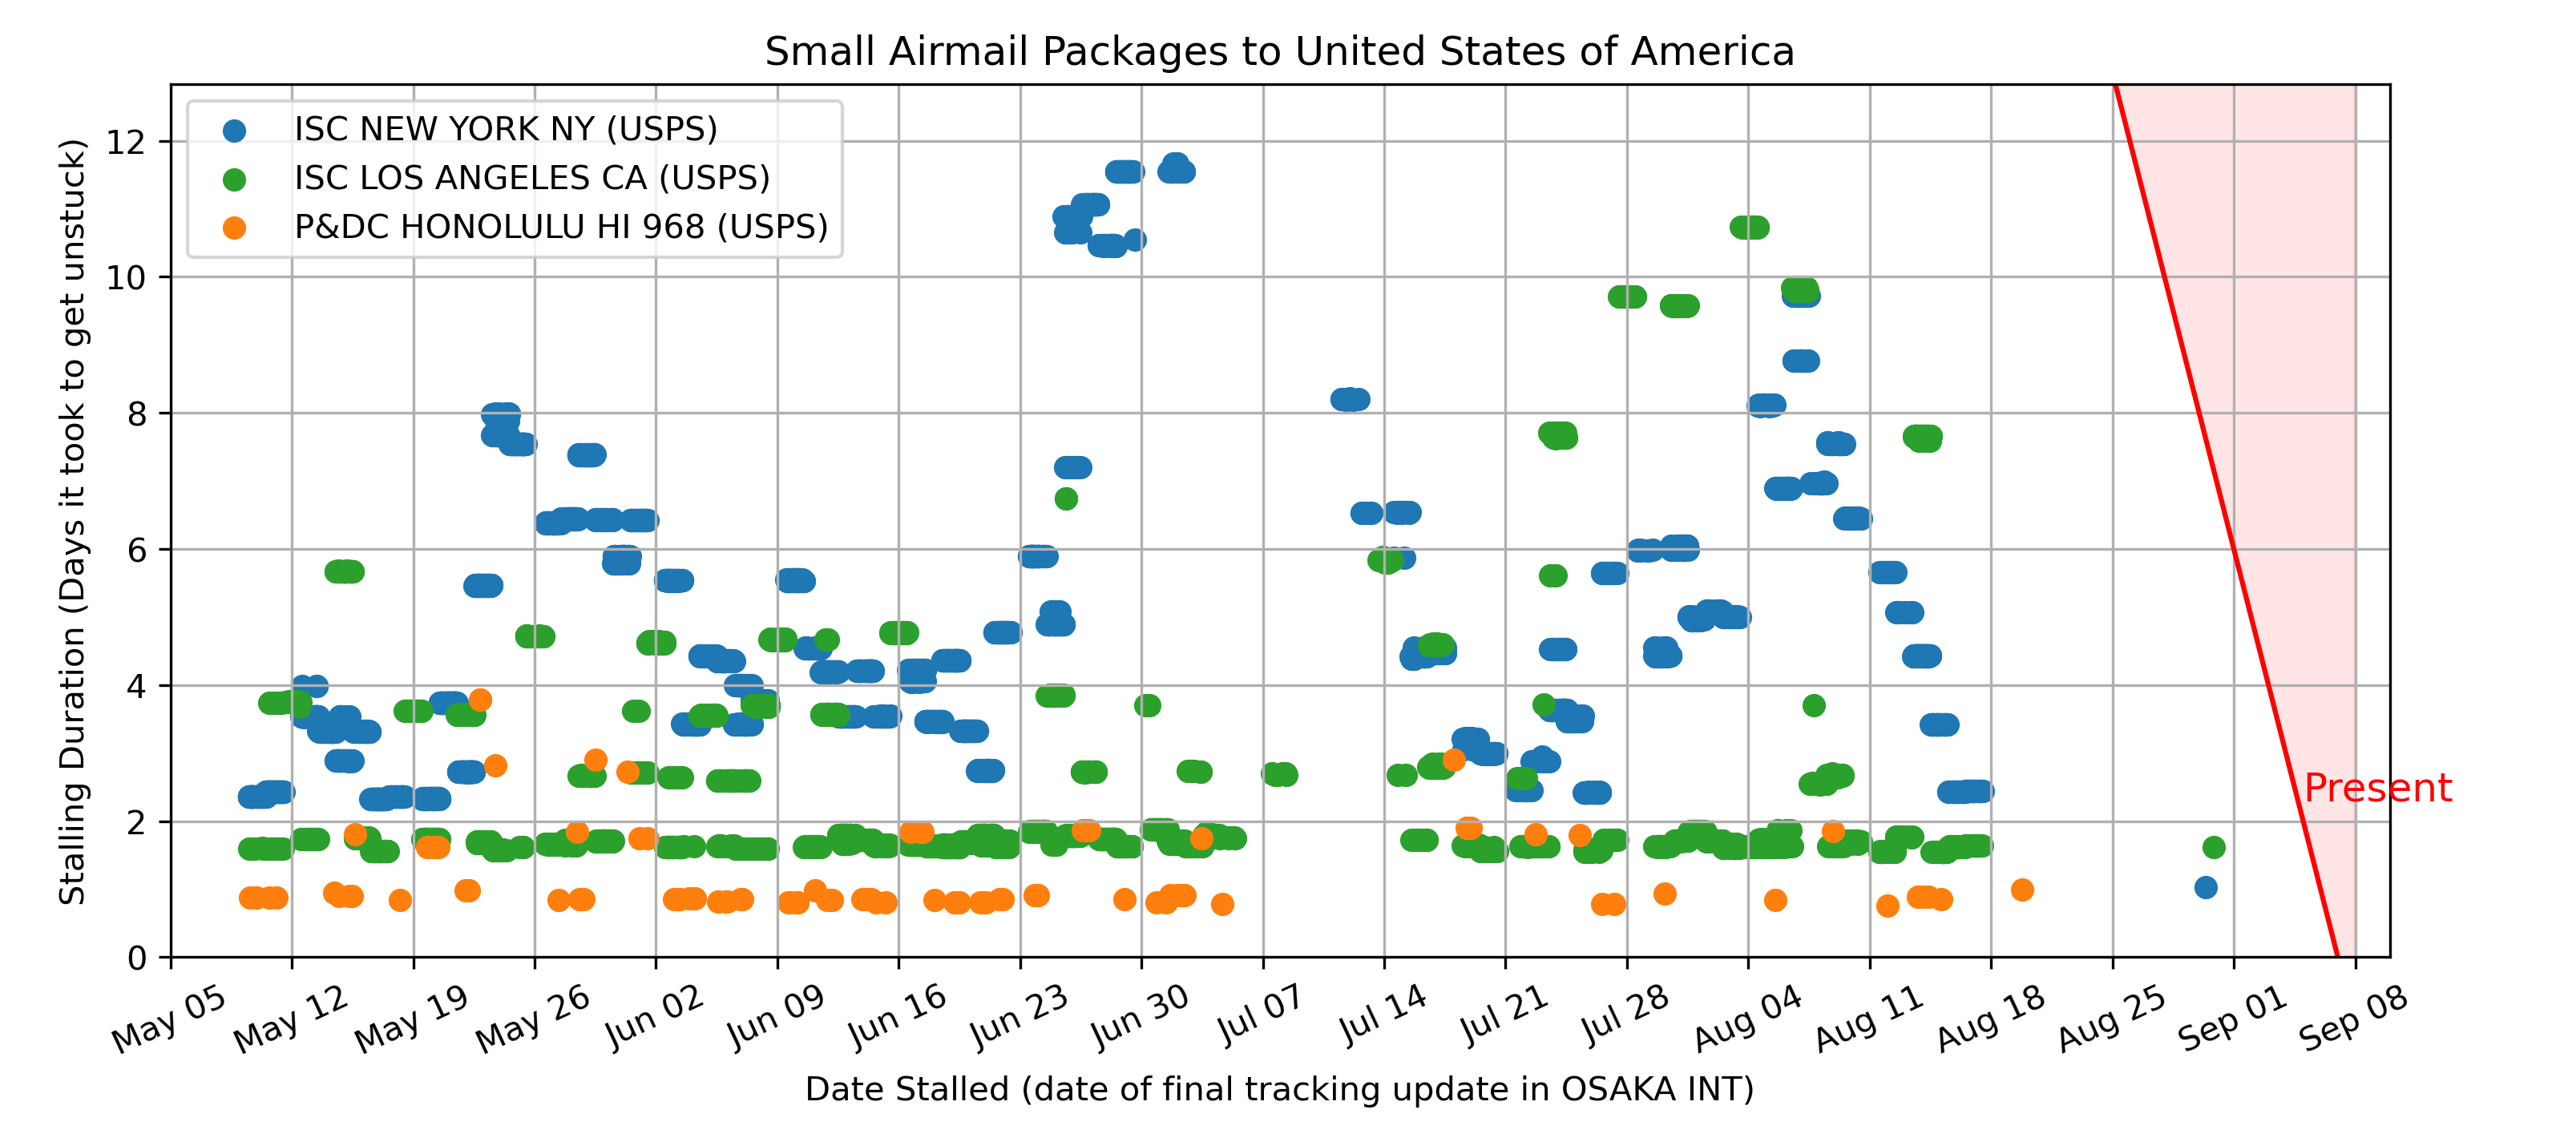 Small Airmail Packages to United States of America
ISC NEW YORK NY (USPS)
ISC LOS ANGELES CA (USPS)
P&DC HONOLULU HI 968 (USPS)
Stalling Duration (Days it took to get unstuck)
12
10
8
6
4
2
0
Present
May 05
May 12
May 19
May 26
Jun 02
Jun 09
Jun 16
Jun 23
Jun 30
Jul 07
Jul 14
Jul 21
Jul 28
Aug 04
Aug 11
Aug 18
Aug 25
Sep 01
Sep 08
Date Stalled (date of final tracking update in OSAKA INT)